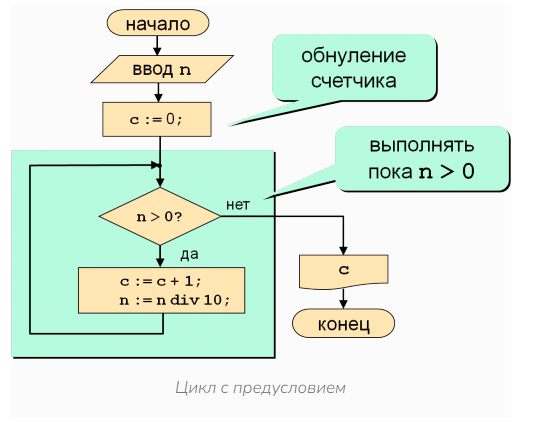 начало
ввод n
c := 0;
обнуление
счетчика
выполнять
пока n > 0
n > 0?
нет
да
c := c + 1;
n := n div 10;
c
конец
Цикл с предусловием